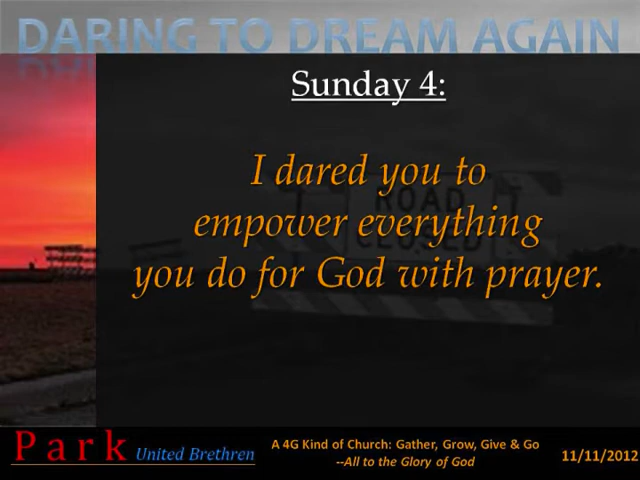 DARING TO DREAM AGAIN
Sunday 4:
I dared you to
empower everything
you do for God with prayer.
ROAD
CLOSED
Park United Brethren
A 4G Kind of Church: Gather, Grow, Give & Go
--All to the Glory of God
11/11/2012